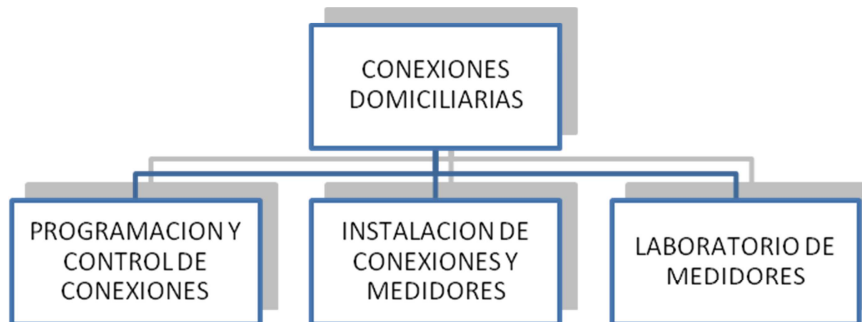 CONEXIONES
DOMICILIARIAS
PROGRAMACION Y
CONTROL DE
CONEXIONES
INSTALACION DE
CONEXIONES Y
MEDIDORES
LABORATORIO DE
MEDIDORES